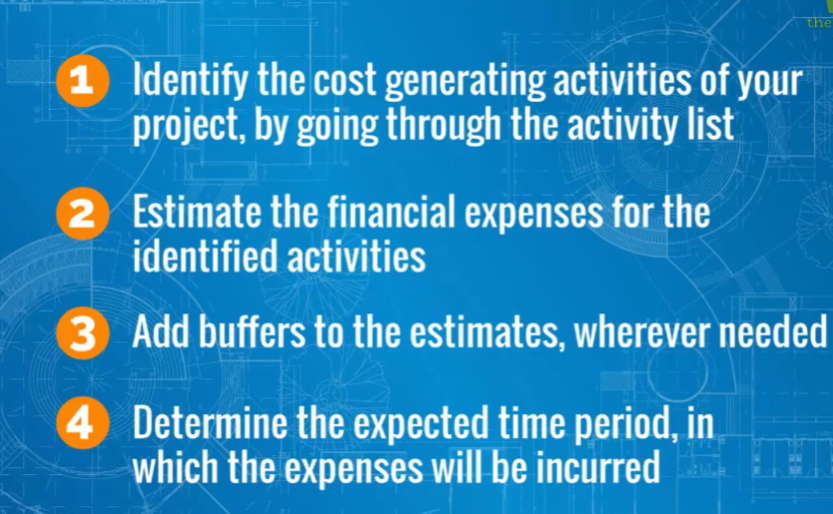 the
1 Identify the cost generating activities of your
project, by going through the activity list
2 Estimate the financial expenses for the
identified activities
3 Add buffers to the estimates, wherever needed
4 Determine the expected time period, in
which the expenses will be incurred